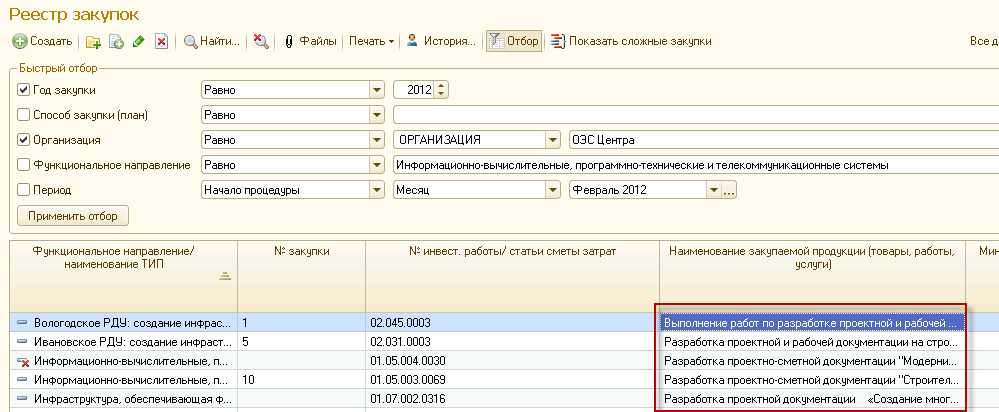 Реестр закупок
Создать Найти... Файлы Печать История... Отбор Показать сложные закупки Все д
Быстрый отбор
Год закупки Равно 2012
Способ закупки (план) Равно
Организация Равно ОРГАНИЗАЦИЯ ОЗС Центра
Функциональное направление Равно Информационно-вычислительные, программно-технические и телекоммуникационные системы
Период Начало процедуры Месяц Февраль 2012 ...
Применить отбор
Функциональное направление/ № закупки № инвест. работы/ статьи сметы затрат Наименование закупаемой продукции (товары, работы, Мин
наименование ТИП услуги)
Вологодское РДУ: создание инфрас... 1 02.045.0003 Выполнение работ по разработке проектной и рабочей ...
Ивановское РДУ: создание инфраст... 5 02.031.0003 Разработка проектной и рабочей документации на стро...
Информационно-вычислительные, п... 01.05.004.0030 Разработка проектно-сметной документации "Модерни...
Информационно-вычислительные, п... 10 01.05.003.0069 Разработка проектно-сметной документации "Строител...
Инфраструктура, обеспечивающая ф... 01.07.002.0316 Разработка проектной документации «Создание мног...